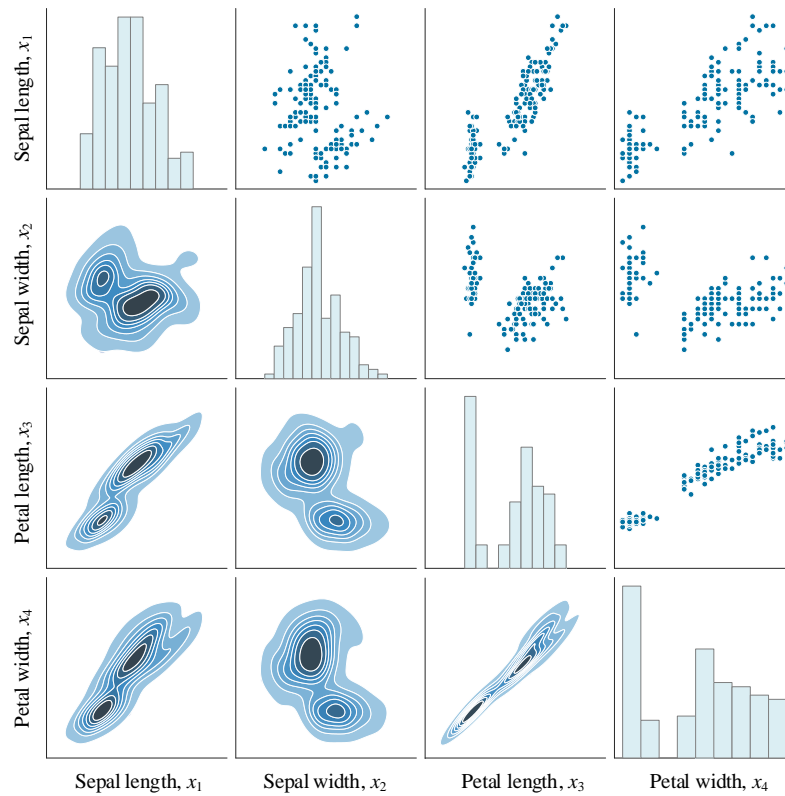 Sepal length, x1
Sepal width, x2
Petal length, x3
Petal width, x4
Sepal length, x1
Sepal width, x2
Petal length, x3
Petal width, x4